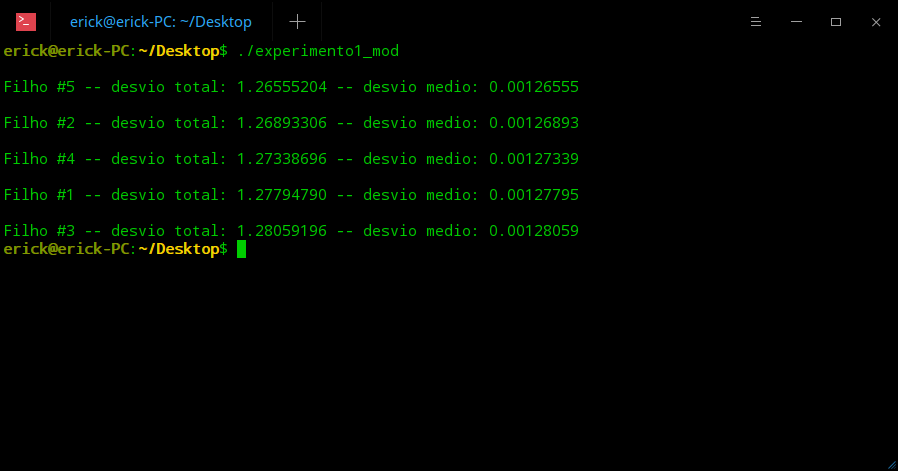 erick@erick-PC: ~/Desktop
erick@erick-PC:~/Desktop$ ./experimento1_mod
Filho #5 -- desvio total: 1.26555204 -- desvio medio: 0.00126555
Filho #2 -- desvio total: 1.26893306 -- desvio medio: 0.00126893
Filho #4 -- desvio total: 1.27338696 -- desvio medio: 0.00127339
Filho #1 -- desvio total: 1.27794790 -- desvio medio: 0.00127795
Filho #3 -- desvio total: 1.28059196 -- desvio medio: 0.00128059
erick@erick-PC:~/Desktop$